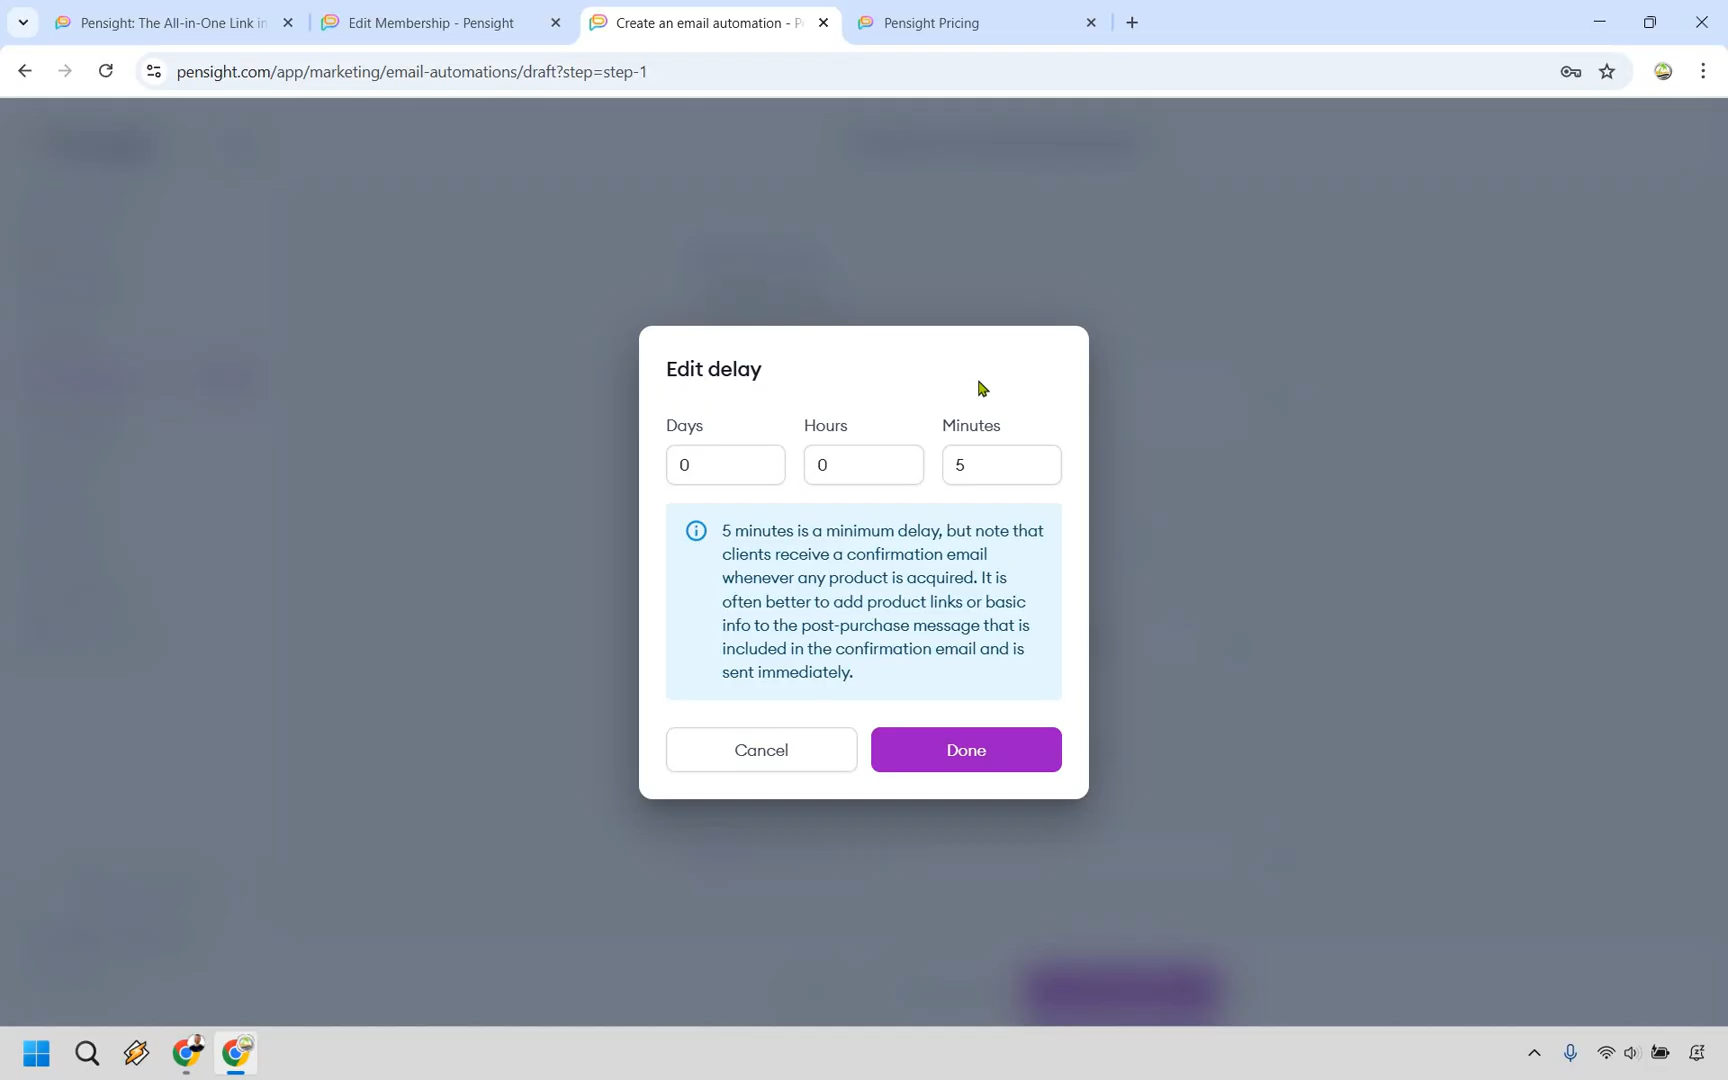 Pensight: The All-in-One Link in
Edit Membership - Pensight
Create an email automation - P
Pensight Pricing
pensight.com/app/marketing/email-automations/draft?step=step-1
Edit delay
Days
Hours
Minutes
0
0
5
5 minutes is a minimum delay, but note that
clients receive a confirmation email
whenever any product is acquired. It is
often better to add product links or basic
info to the post-purchase message that is
included in the confirmation email and is
sent immediately.
Cancel
Done